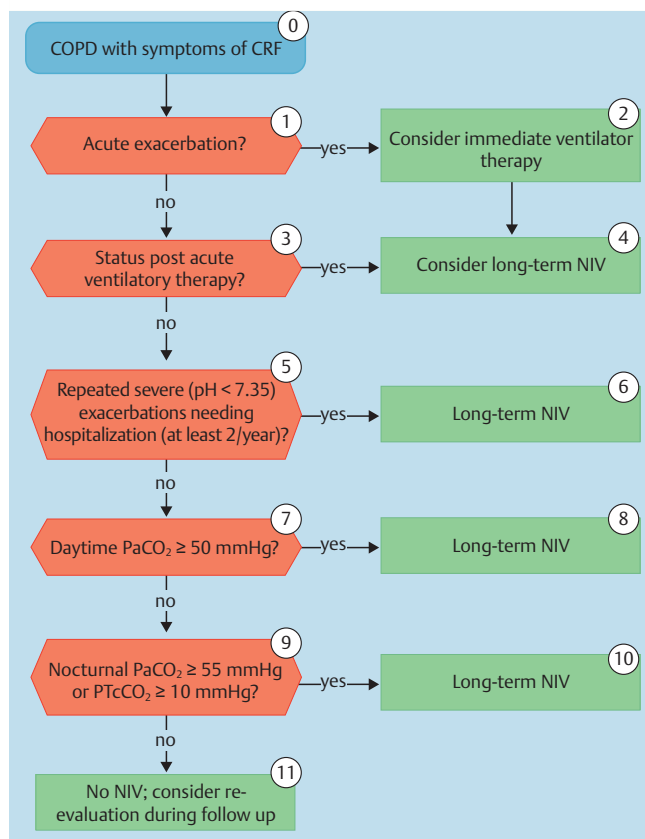 0
COPD with symptoms of CRF
1
Acute exacerbation?
yes
2
Consider immediate ventilator
therapy
no
3
Status post acute
ventilatory therapy?
yes
4
Consider long-term NIV
no
5
Repeated severe (pH < 7.35)
exacerbations needing
hospitalization (at least 2/year)?
yes
6
Long-term NIV
no
7
Daytime PaCO₂ ≥ 50 mmHg?
yes
8
Long-term NIV
no
9
Nocturnal PaCO₂ ≥ 55 mmHg
or PTcCO₂ ≥ 10 mmHg?
yes
10
Long-term NIV
no
11
No NIV; consider re-
evaluation during follow up